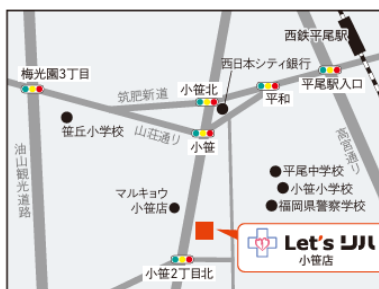 西鉄平尾駅
西日本シティ銀行
梅光園3丁目
小笹北
平尾駅入口
筑肥新道
平和
笹丘小学校
山荘通り
小笹
高宮通り
油山観光道路
平尾中学校
小笹小学校
マルキョウ
小笹店
福岡県警察学校
Let's リハ
小笹店
小笹2丁目北